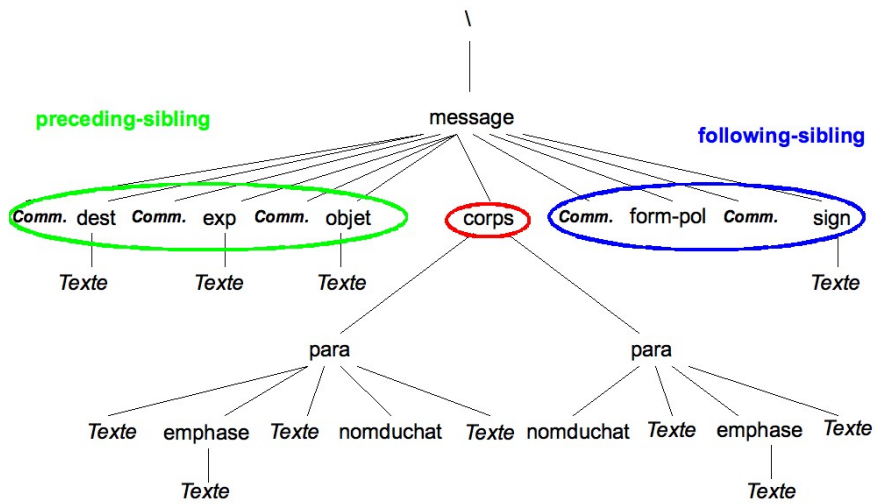 \
message
preceding-sibling
following-sibling
Comm. dest Comm. exp Comm. objet corps Comm. form-pol Comm. sign
Texte Texte Texte Texte
para para
Texte emphase Texte nomduchat Texte nomduchat Texte emphase Texte
Texte Texte